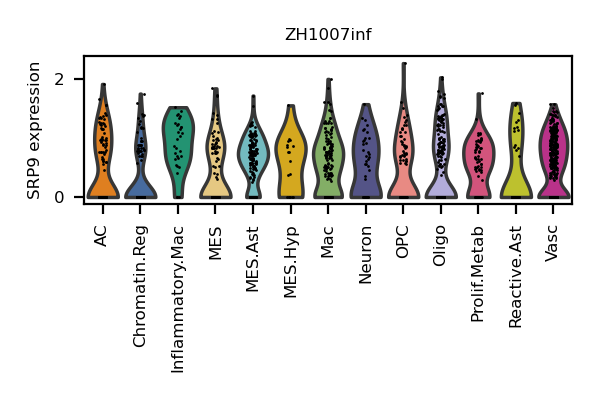 ZH1007inf
SRP9 expression
2
0
AC
Chromatin.Reg
Inflammatory.Mac
MES
MES.Ast
MES.Hyp
Mac
Neuron
OPC
Oligo
Prolif.Metab
Reactive.Ast
Vasc